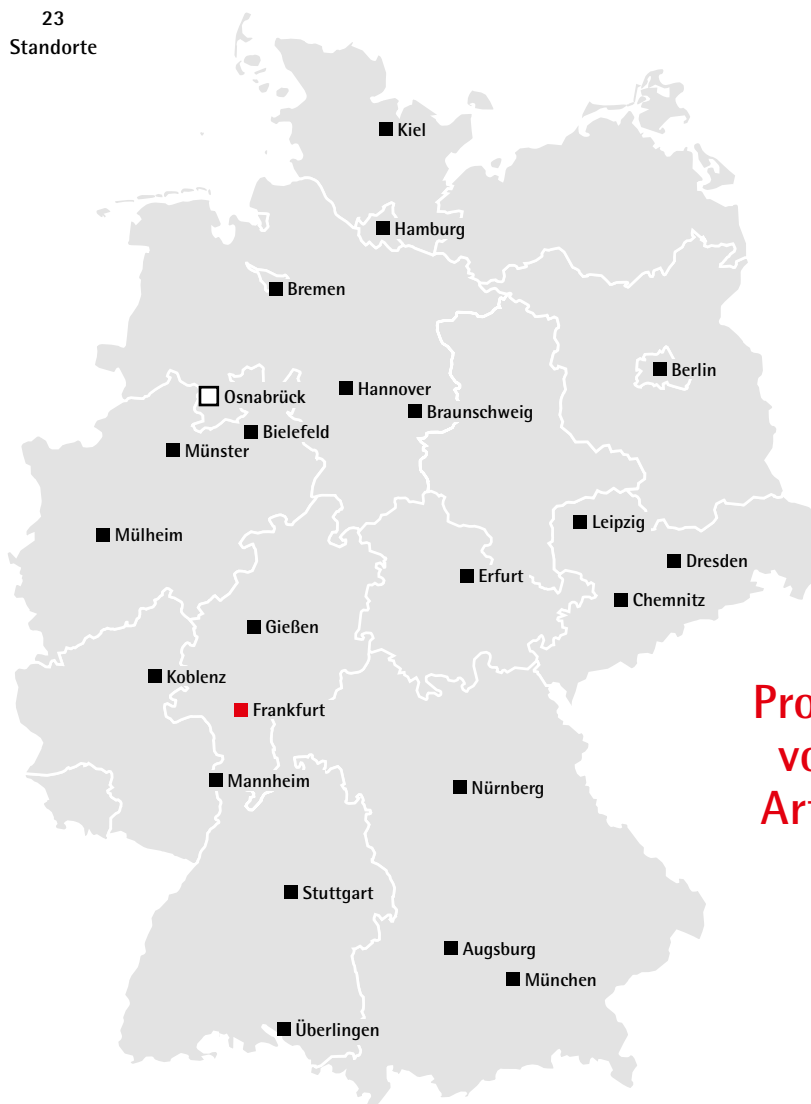 23
Standorte
Kiel
Hamburg
Bremen
Berlin
Hannover
Osnabrück
Braunschweig
Bielefeld
Münster
Leipzig
Mülheim
Dresden
Erfurt
Chemnitz
Gießen
Koblenz
Frankfurt
Mannheim
Nürnberg
Stuttgart
Augsburg
München
Überlingen